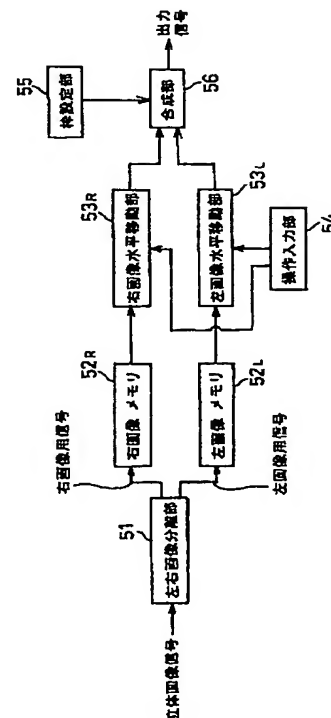 立体画像信号
51
左右画像分離部
右画像用信号
左画像用信号
52R
右画像 メモリ
52L
左画像 メモリ
53R
右画像水平移動部
53L
左画像水平移動部
54
操作入力部
55
枠設定部
56
合成部
出力信号